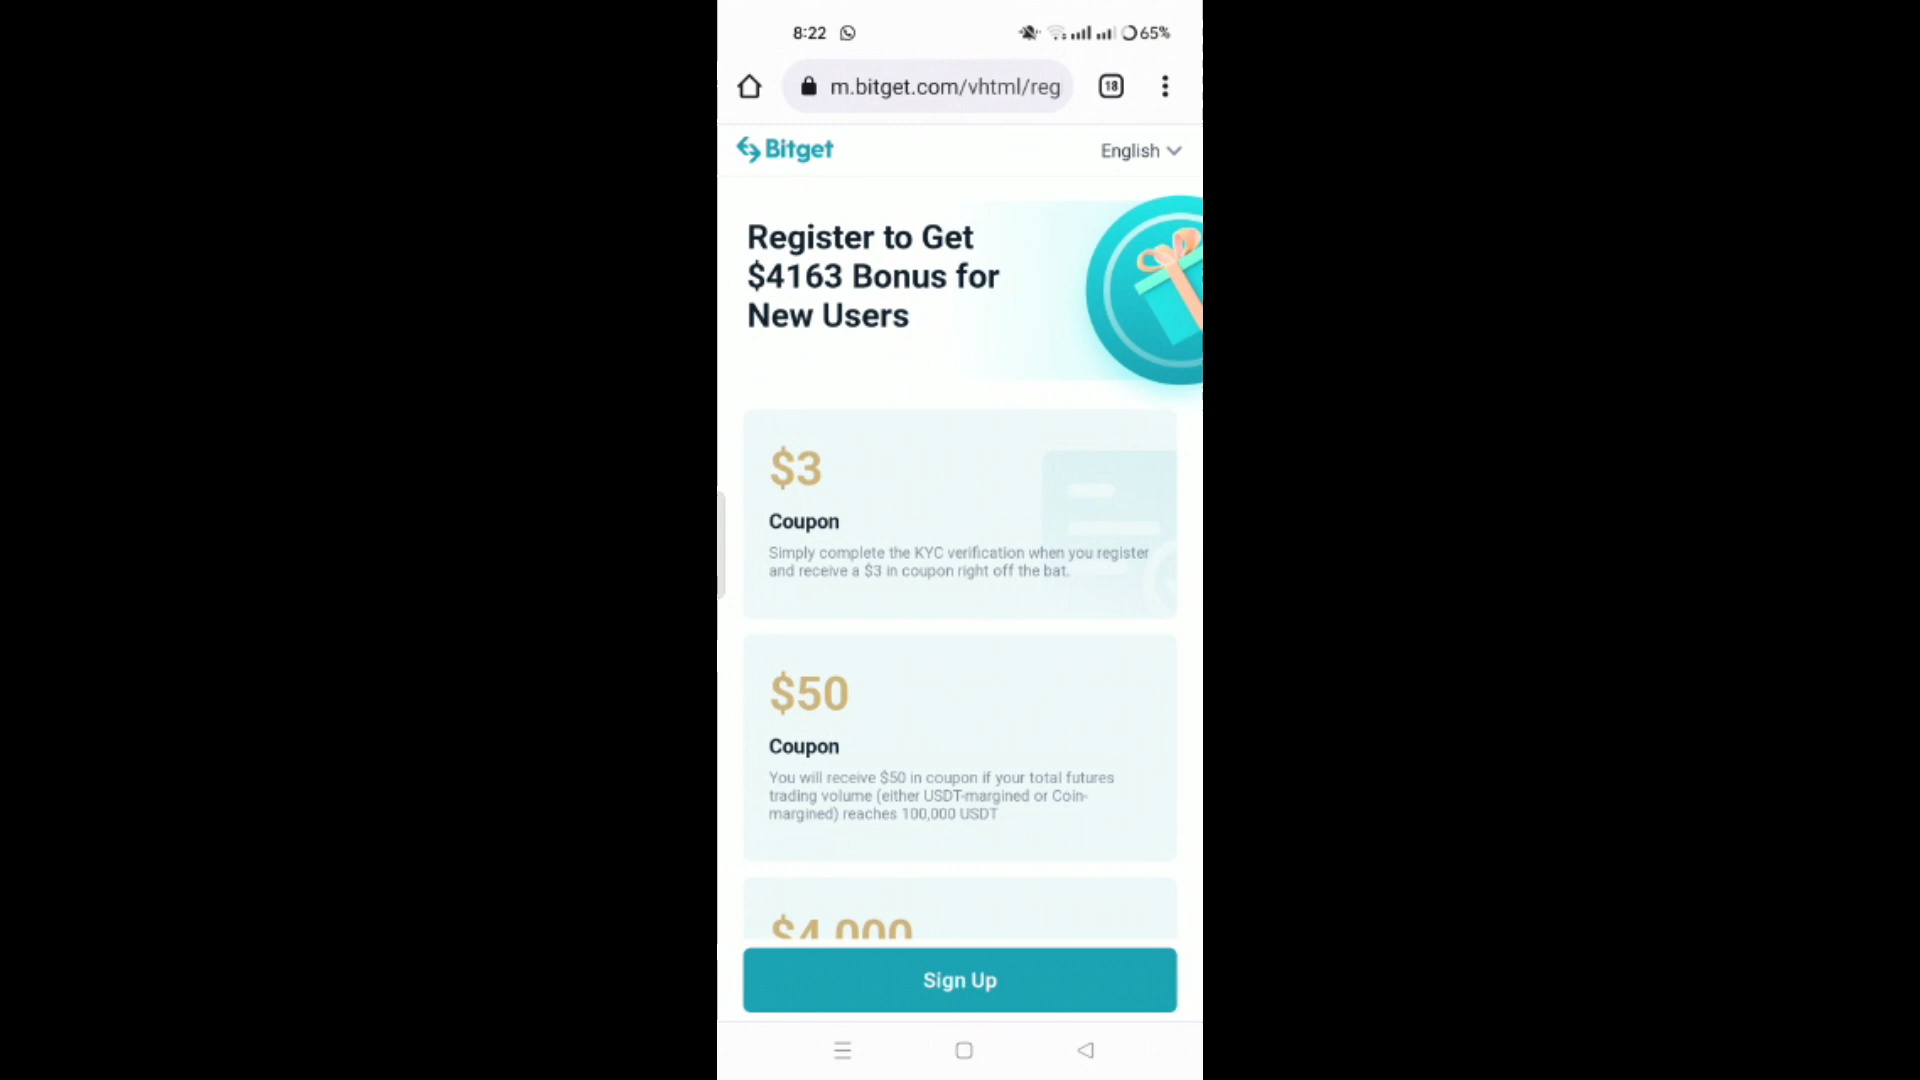 8:22
65%
m.bitget.com/vhtml/reg
18
Bitget
English
Register to Get
$4163 Bonus for
New Users
$3
Coupon
Simply complete the KYC verification when you register
and receive a $3 in coupon right off the bat.
$50
Coupon
You will receive $50 in coupon if your total futures
trading volume (either USDT-margined or Coin-
margined) reaches 100,000 USDT
$4,000
Sign Up